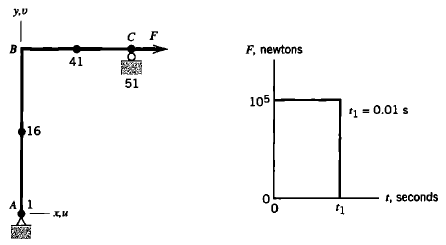 y,v
B
C
F
41
51
16
A
1
x,u
F, newtons
10⁵
t₁ = 0.01 s
0
0
t₁
t, seconds